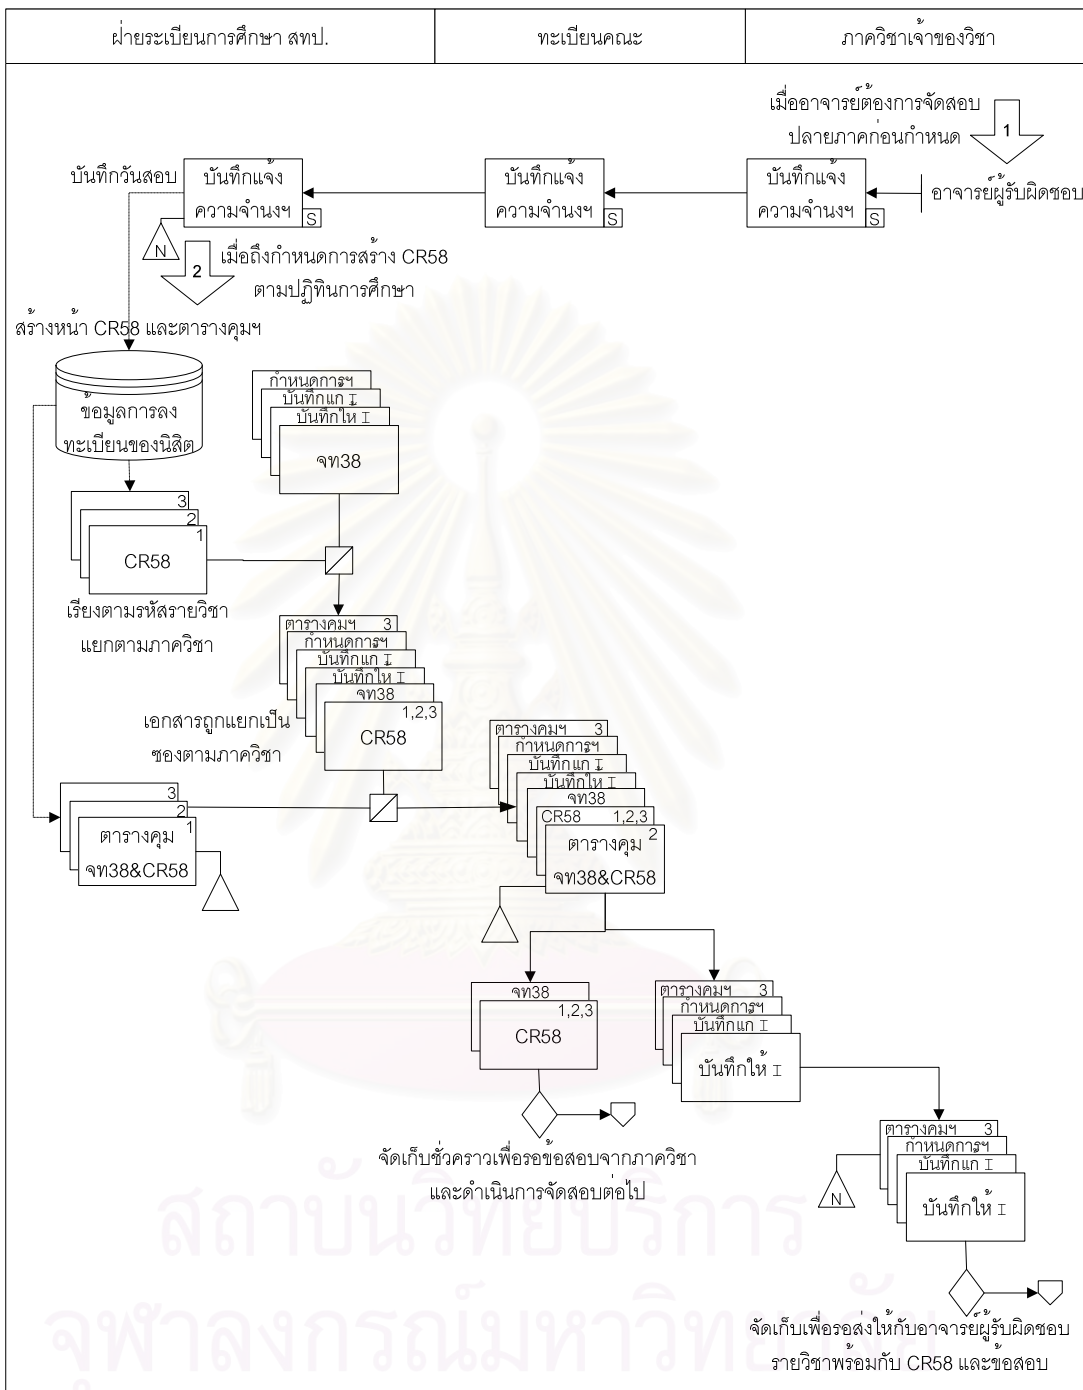 ฝ่ายระเบียนการศึกษา สทป.
ทะเบียนคณะ
ภาควิชาเจ้าของวิชา
เมื่ออาจารย์ต้องการจัดสอบ
ปลายภาคก่อนกำหนด
1
บันทึกวันสอบ
บันทึกแจ้ง
ความจำนงฯ
S
บันทึกแจ้ง
ความจำนงฯ
S
บันทึกแจ้ง
ความจำนงฯ
S
อาจารย์ผู้รับผิดชอบ
N
2
เมื่อถึงกำหนดการสร้าง CR58
ตามปฏิทินการศึกษา
สร้างหน้า CR58 และตารางคุมฯ
ข้อมูลการลง
ทะเบียนของนิสิต
กำหนดการฯ
บันทึกแก้ I
บันทึกให้ I
จท38
3
2
1
CR58
เรียงตามรหัสรายวิชา
แยกตามภาควิชา
ตารางคุมฯ 3
กำหนดการฯ
บันทึกแก้ I
บันทึกให้ I
จท38
1,2,3
CR58
เอกสารถูกแยกเป็น
ซองตามภาควิชา
3
2
1
ตารางคุม
จท38&CR58
ตารางคุมฯ 3
กำหนดการฯ
บันทึกแก้ I
บันทึกให้ I
จท38
CR58 1,2,3
2
ตารางคุม
จท38&CR58
จท38
1,2,3
CR58
ตารางคุมฯ 3
กำหนดการฯ
บันทึกแก้ I
บันทึกให้ I
จัดเก็บชั่วคราวเพื่อรอข้อสอบจากภาควิชา
และดำเนินการจัดสอบต่อไป
ตารางคุมฯ 3
กำหนดการฯ
บันทึกแก้ I
บันทึกให้ I
N
จัดเก็บเพื่อรอส่งให้กับอาจารย์ผู้รับผิดชอบ
รายวิชาพร้อมกับ CR58 และข้อสอบ
สถาบันวิทยบริการ
จุฬาลงกรณ์มหาวิทยาลัย